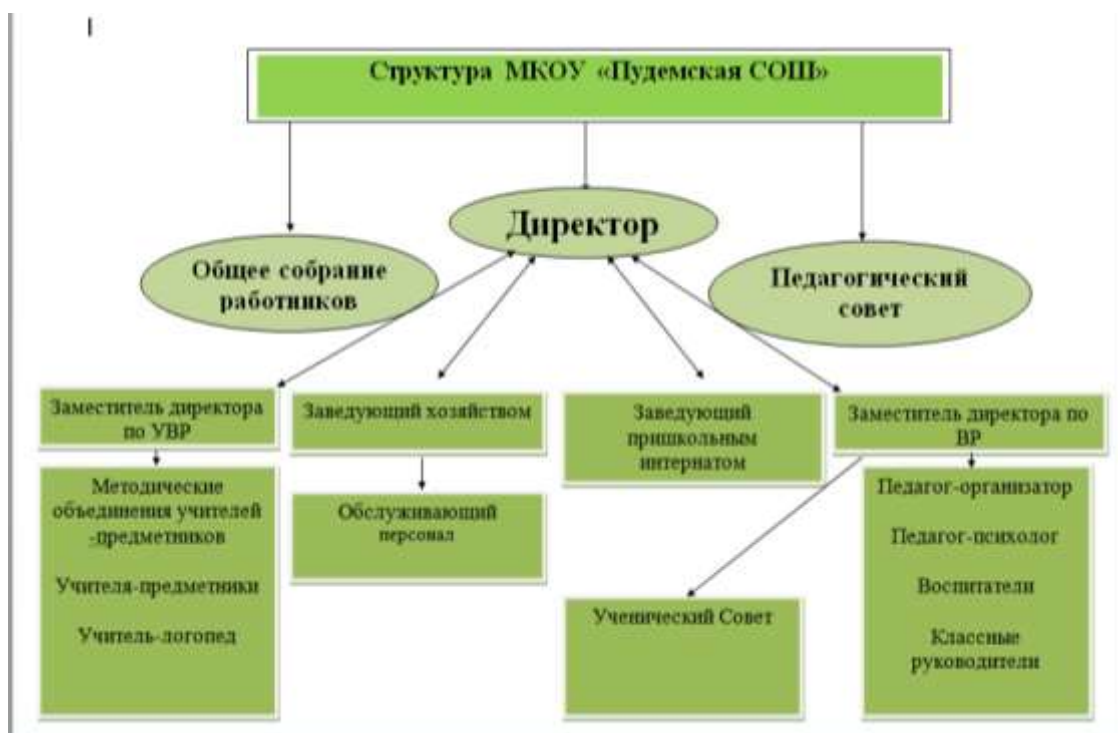 Структура МКОУ «Пудемская СОШ»
Директор
Общее собрание
работников
Педагогический
совет
Заместитель директора
по УВР
Заведующий хозяйством
Заведующий
пришкольным
интернатом
Заместитель директора по
ВР
Методические
объединения учителей
-предметников
Учителя-предметники
Учитель-логопед
Обслуживающий
персонал
Ученический Совет
Педагог-организатор
Педагог-психолог
Воспитатели
Классные
руководители